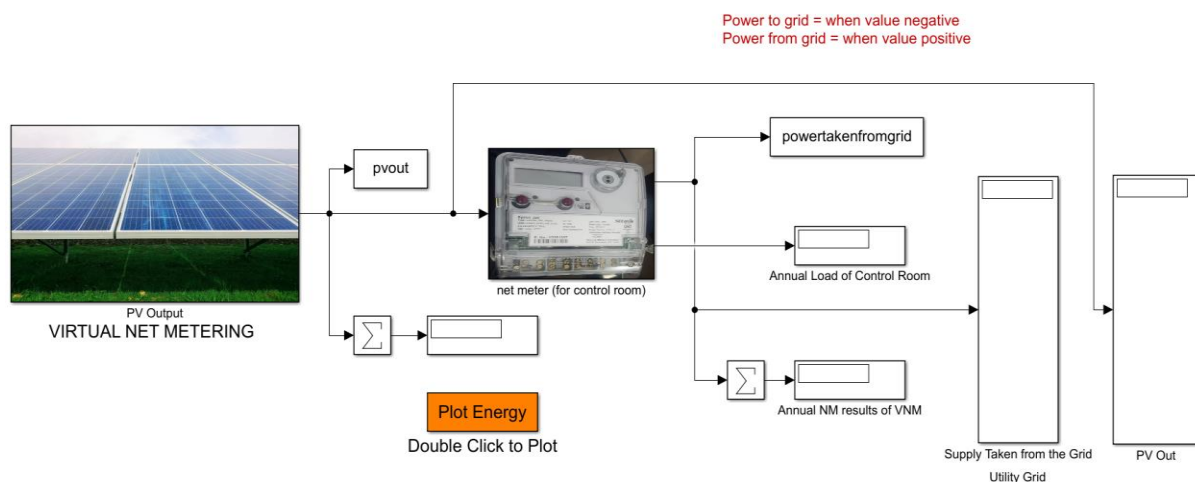 Power to grid = when value negative
Power from grid = when value positive
powertakenfromgrid
pvout
PV Output
VIRTUAL NET METERING
net meter (for control room)
Annual Load of Control Room
Annual NM results of VNM
Plot Energy
Double Click to Plot
Supply Taken from the Grid
Utility Grid
PV Out